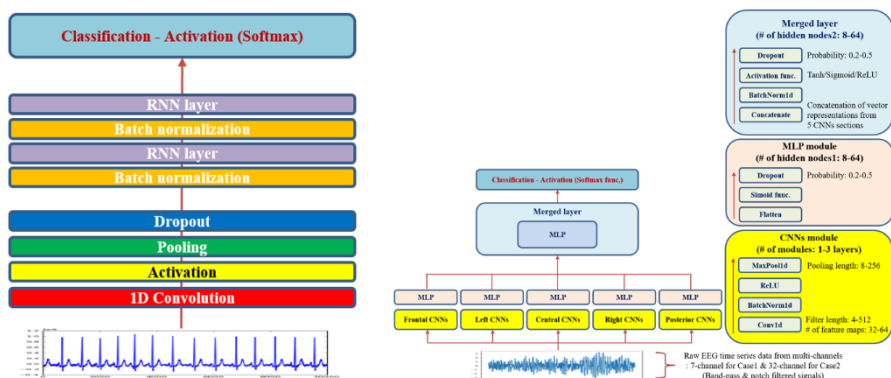 Classification - Activation (Softmax)
RNN layer
Batch normalization
RNN layer
Batch normalization
Dropout
Pooling
Activation
1D Convolution
Classification - Activation (Softmax func.)
Merged layer
MLP
MLP
MLP
MLP
MLP
MLP
Frontal CNNs
Left CNNs
Central CNNs
Right CNNs
Posterior CNNs
Raw EEG time series data from multi-channels
: 7-channel for Case1 & 32-channel for Case2
(Band-pass & notch filtered signals)
Merged layer
(# of hidden nodes2: 8-64)
Dropout
Probability: 0.2-0.5
Activation func.
Tanh/Sigmoid/ReLU
BatchNorm1d
Concatenate
Concatenation of vector
representations from
5 CNNs sections
MLP module
(# of hidden nodes1: 8-64)
Dropout
Probability: 0.2-0.5
Simoid func.
Flatten
CNNs module
(# of modules: 1-3 layers)
MaxPool1d
Pooling length: 8-256
ReLU
BatchNorm1d
Conv1d
Filter length: 4-512
# of feature maps: 32-64